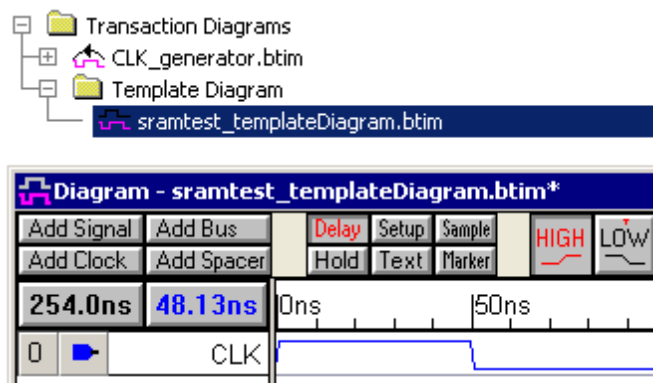 Transaction Diagrams
CLK_generator.btim
Template Diagram
sramtest_templateDiagram.btim
Diagram - sramtest_templateDiagram.btim*
Add Signal Add Bus Delay Setup Sample HIGH LOW
Add Clock Add Spacer Hold Text Marker
254.0ns 48.13ns 0ns 50ns
0 CLK